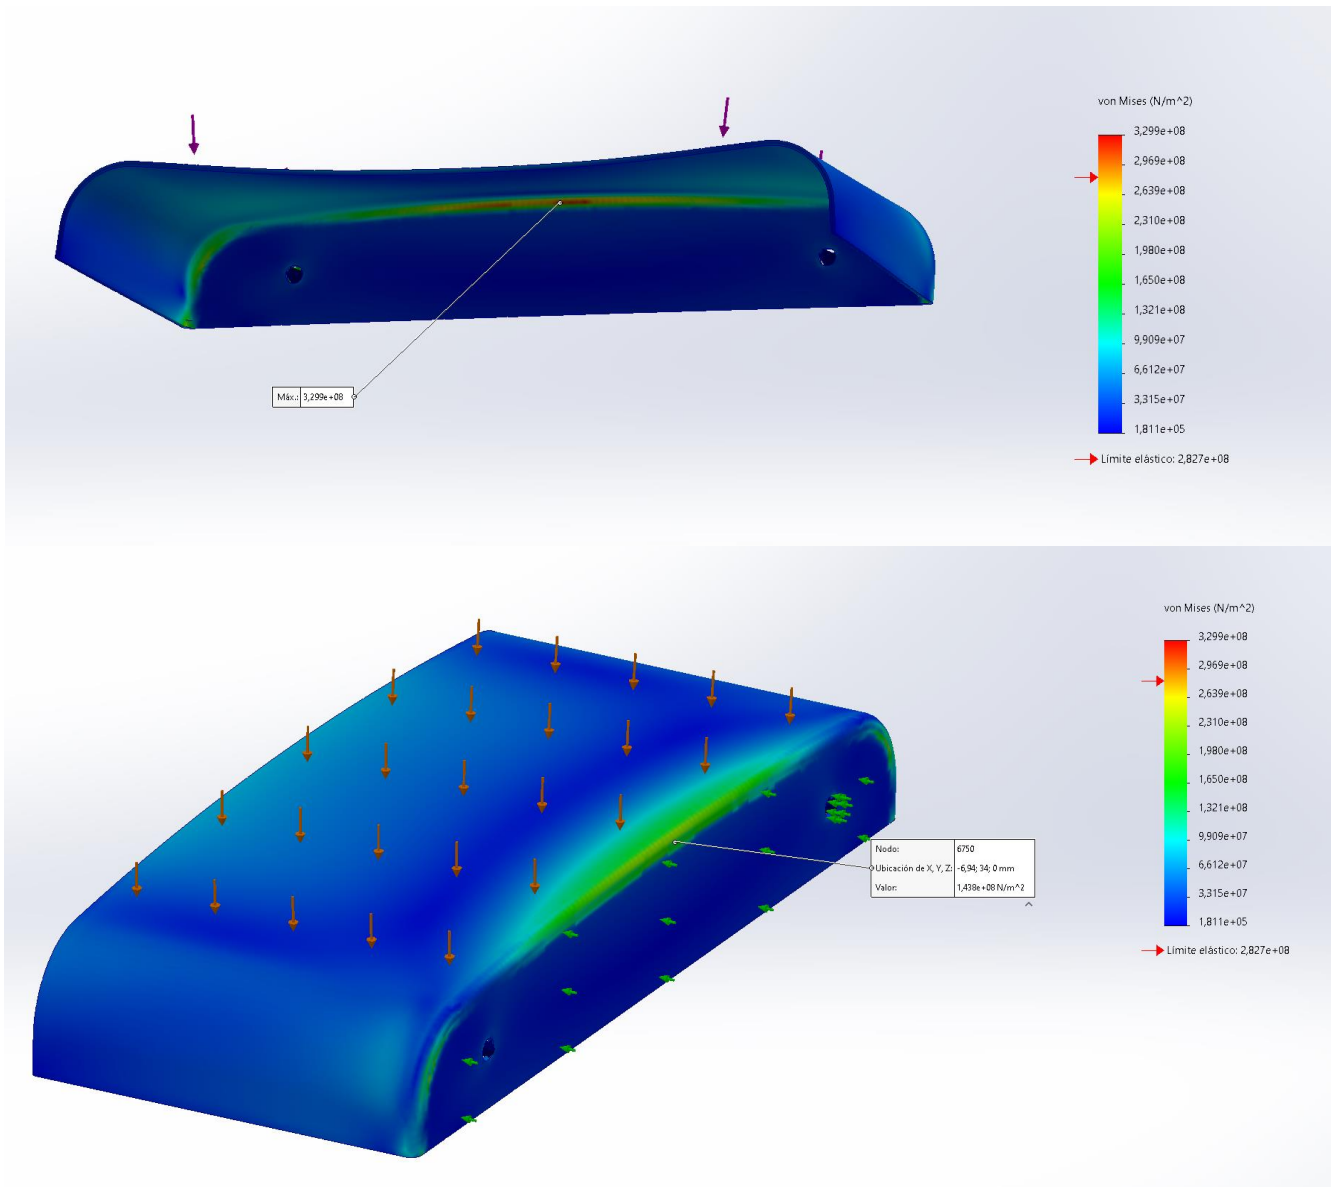 von Mises (N/m^2)
3,299e+08
2,969e+08
2,639e+08
2,310e+08
1,980e+08
1,650e+08
1,321e+08
9,909e+07
6,612e+07
3,315e+07
1,811e+05
Límite elástico: 2,827e+08
Máx.: 3,299e+08
von Mises (N/m^2)
3,299e+08
2,969e+08
2,639e+08
2,310e+08
1,980e+08
1,650e+08
1,321e+08
9,909e+07
6,612e+07
3,315e+07
1,811e+05
Límite elástico: 2,827e+08
Nodo: 6750
Ubicación de X, Y, Z: -6,94; 34; 0 mm
Valor: 1,438e+08 N/m^2